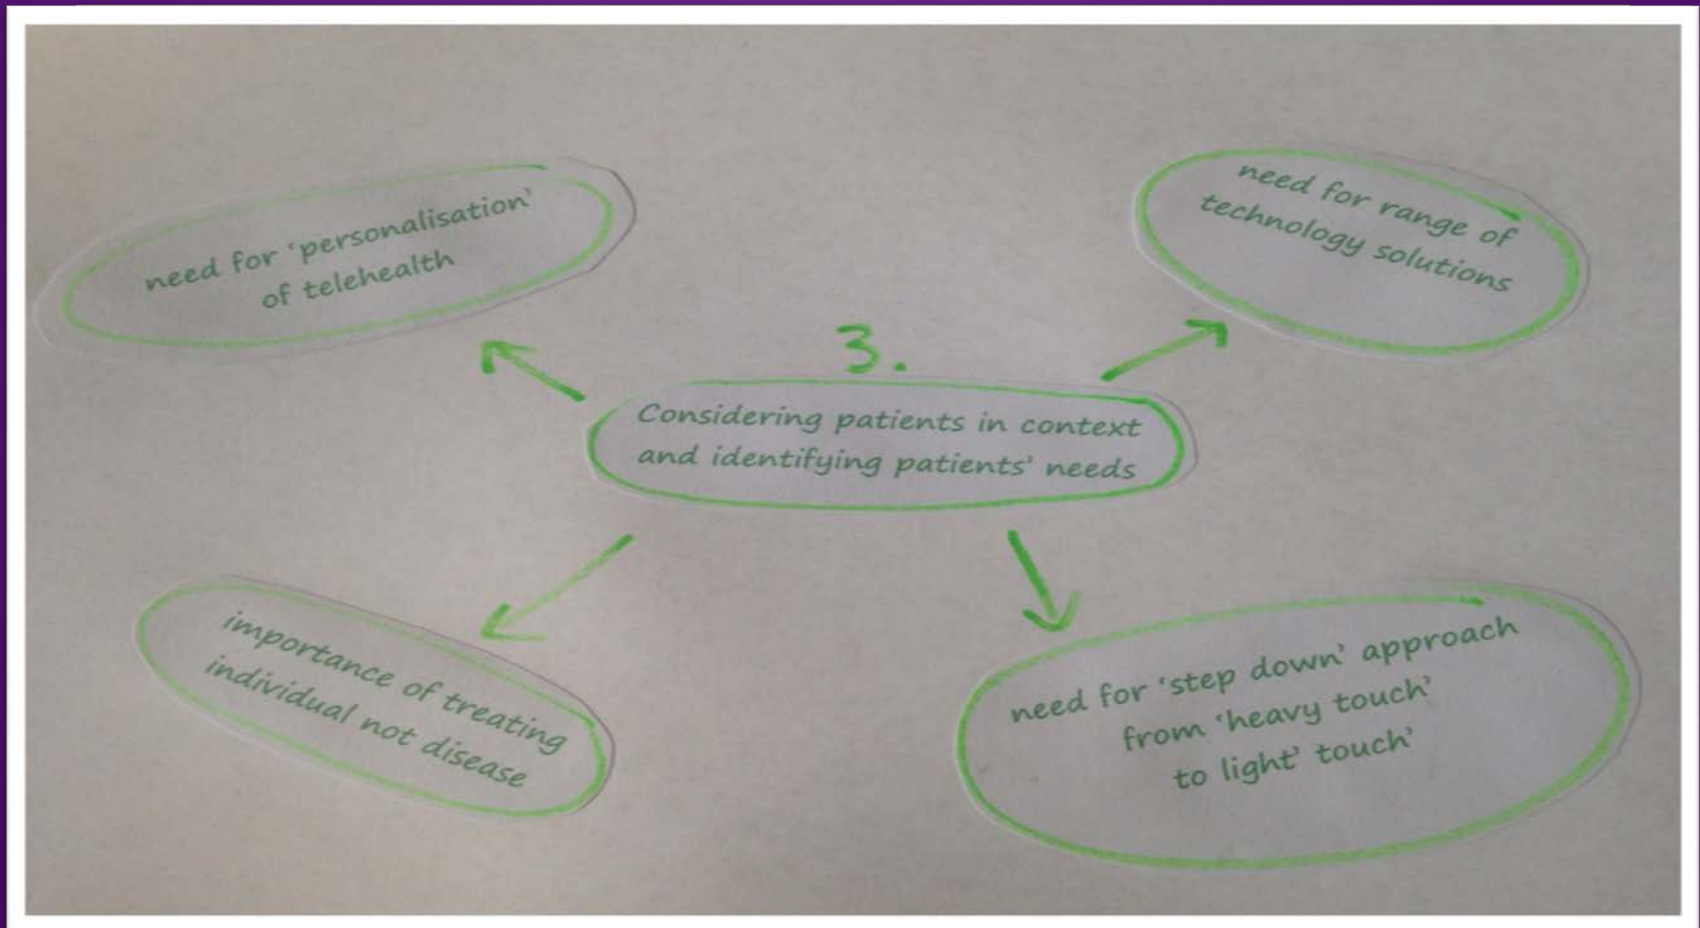 need for 'personalisation'
of telehealth
need for range of
technology solutions
3.
Considering patients in context
and identifying patients' needs
importance of treating
individual not disease
need for 'step down' approach
from 'heavy touch'
to light' touch'